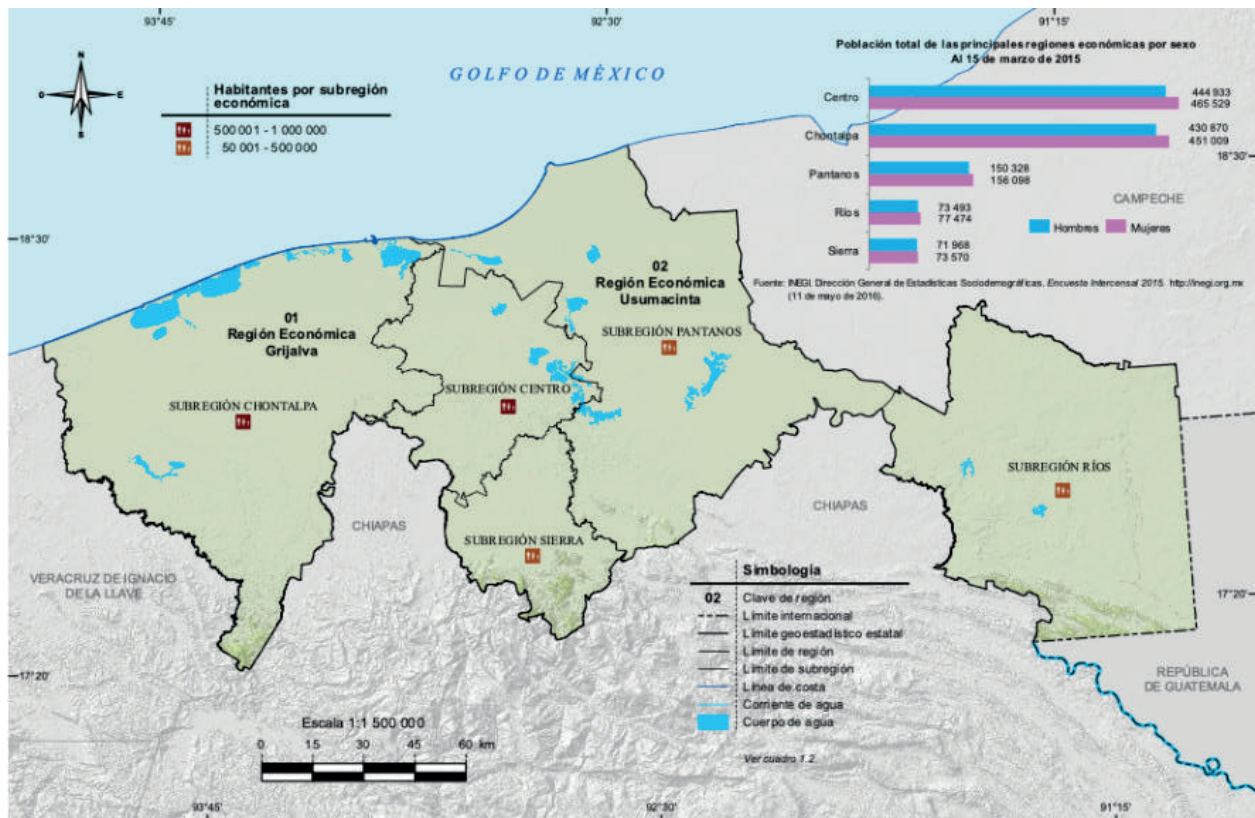 93°45'
92°30'
91°15'
N
O
E
S
GOLFO DE MÉXICO
Habitantes por subregión
económica
500 001 - 1 000 000
50 001 - 500 000
Población total de las principales regiones económicas por sexo
Al 15 de marzo de 2015
Centro
444 933
465 529
Chontalpa
430 870
451 009
Pantanos
150 328
156 098
Ríos
73 493
77 474
Sierra
71 968
73 570
Hombres
Mujeres
Fuente: INEGI. Dirección General de Estadísticas Sociodemográficas. Encuesta Intercensal 2015. http://inegi.org.mx
(11 de mayo de 2016).
18°30'
CAMPECHE
18°30'
01
Región Económica
Grijalva
02
Región Económica
Usumacinta
SUBREGIÓN PANTANOS
SUBREGIÓN CHONTALPA
SUBREGIÓN CENTRO
SUBREGIÓN RÍOS
SUBREGIÓN SIERRA
CHIAPAS
CHIAPAS
VERACRUZ DE IGNACIO
DE LA LLAVE
Simbología
02 Clave de región
Límite internacional
Límite geoestadístico estatal
Límite de región
Límite de subregión
Línea de costa
Corriente de agua
Cuerpo de agua
Ver cuadro 1.2
17°20'
17°20'
REPÚBLICA
DE GUATEMALA
Escala 1:1 500 000
0 15 30 45 60 km
93°45'
92°30'
91°15'